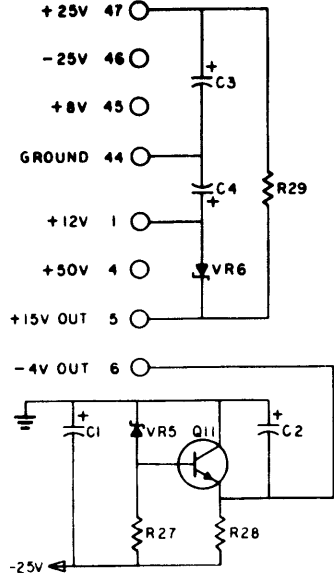 +25V 47
-25V 46
+8V 45
GROUND 44
+12V 1
+50V 4
+15V OUT 5
-4V OUT 6
+
C3
C4
+
R29
VR6
+
C1
VR5
Q11
+
C2
R27
R28
-25V